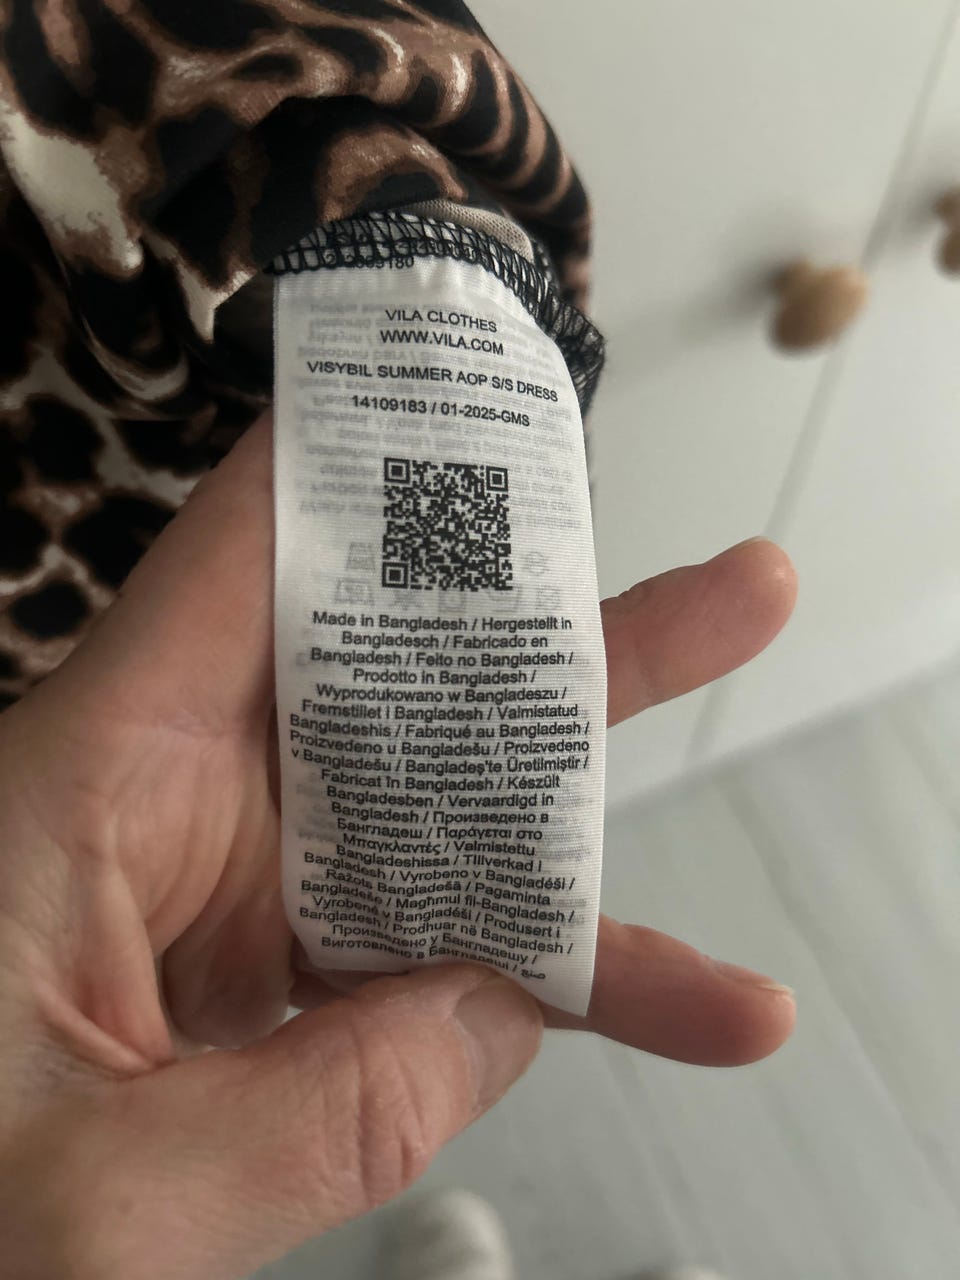 VILA CLOTHES
WWW.VILA.COM
VISYBIL SUMMER AOP S/S DRESS
14109183 / 01-2025-GMS
Made in Bangladesh / Hergestellt in
Bangladesch / Fabricado en
Bangladesh / Feito no Bangladesh /
Prodotto in Bangladesh /
Wyprodukowano w Bangladeszu /
Fremstillet i Bangladesh / Valmistatud
Bangladeshis / Fabriqué au Bangladesh /
Proizvedeno u Bangladešu / Proizvedeno
v Bangladešu / Bangladeş'te Üretilmiştir /
Fabricat în Bangladesh / Készült
Bangladesben / Vervaardigd in
Bangladesh / Произведено в
Бангладеш / Παράγεται στο
Μπαγκλαντές / Valmistettu
Bangladeshissa / Tillverkad i
Bangladesh / Vyrobeno v Bangladéši /
Ražots Bangladešā / Pagaminta
Bangladeše / Magħmul fil-Bangladesh /
Vyrobené v Bangladéši / Produsert i
Bangladesh / Prodhuar në Bangladesh /
Произведено у Бангладешу /
Виготовлено в Бангладеші / صنع